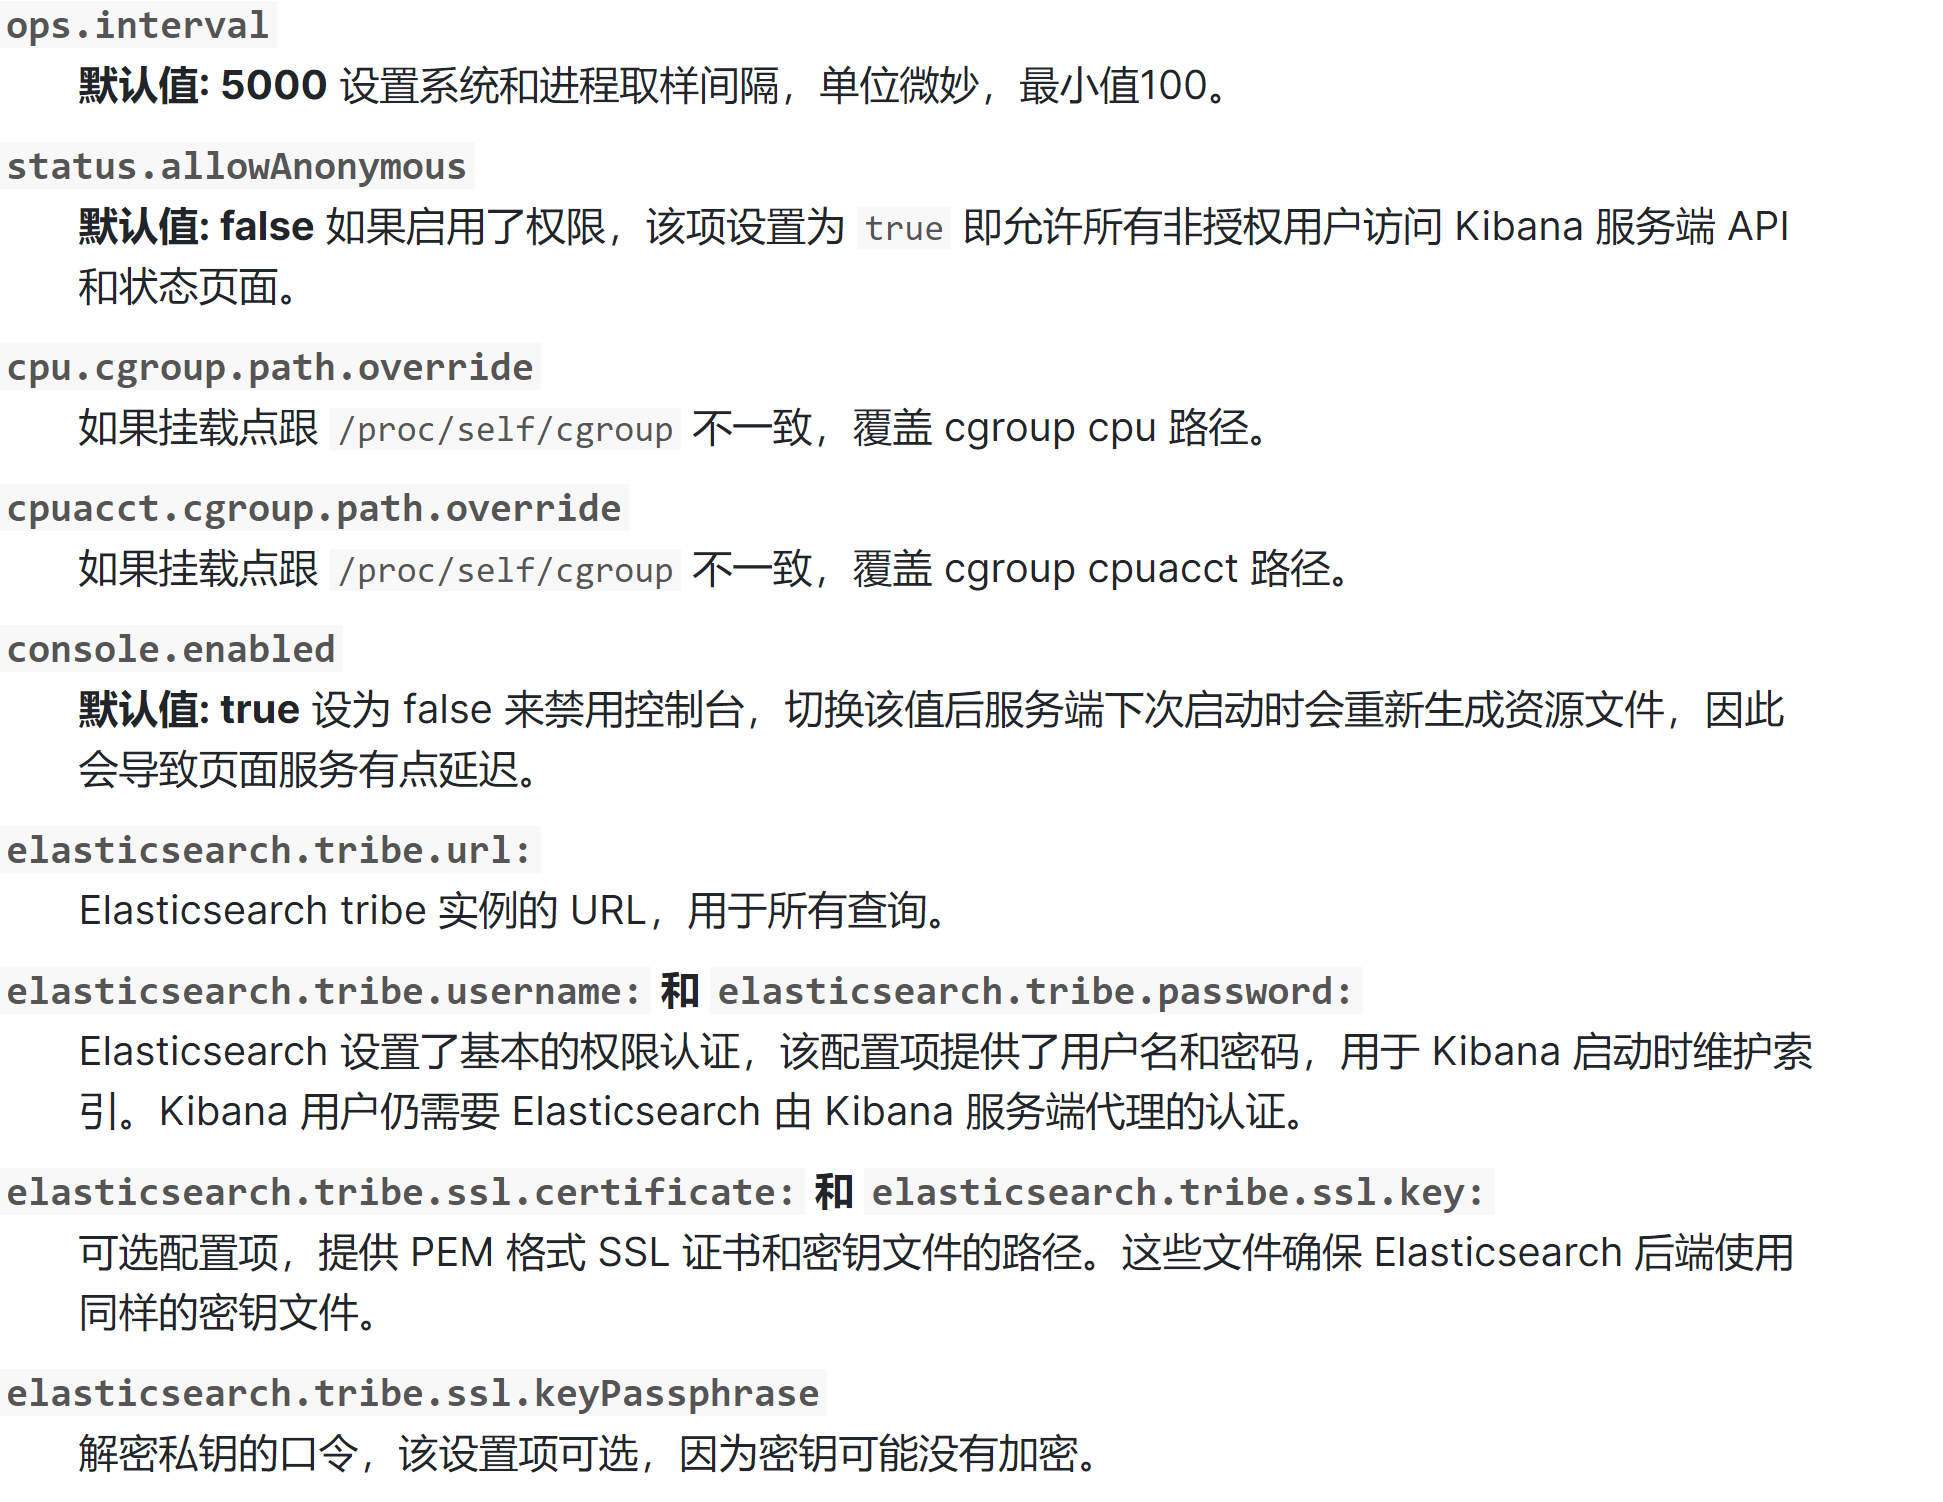 ops.interval
默认值: 5000 设置系统和进程取样间隔，单位微妙，最小值100。
status.allowAnonymous
默认值: false 如果启用了权限，该项设置为 true 即允许所有非授权用户访问 Kibana 服务端 API
和状态页面。
cpu.cgroup.path.override
如果挂载点跟 /proc/self/cgroup 不一致，覆盖 cgroup cpu 路径。
cpuacct.cgroup.path.override
如果挂载点跟 /proc/self/cgroup 不一致，覆盖 cgroup cpuacct 路径。
console.enabled
默认值: true 设为 false 来禁用控制台，切换该值后服务端下次启动时会重新生成资源文件，因此
会导致页面服务有点延迟。
elasticsearch.tribe.url:
Elasticsearch tribe 实例的 URL，用于所有查询。
elasticsearch.tribe.username: 和 elasticsearch.tribe.password:
Elasticsearch 设置了基本的权限认证，该配置项提供了用户名和密码，用于 Kibana 启动时维护索
引。Kibana 用户仍需要 Elasticsearch 由 Kibana 服务端代理的认证。
elasticsearch.tribe.ssl.certificate: 和 elasticsearch.tribe.ssl.key:
可选配置项，提供 PEM 格式 SSL 证书和密钥文件的路径。这些文件确保 Elasticsearch 后端使用
同样的密钥文件。
elasticsearch.tribe.ssl.keyPassphrase
解密私钥的口令，该设置项可选，因为密钥可能没有加密。